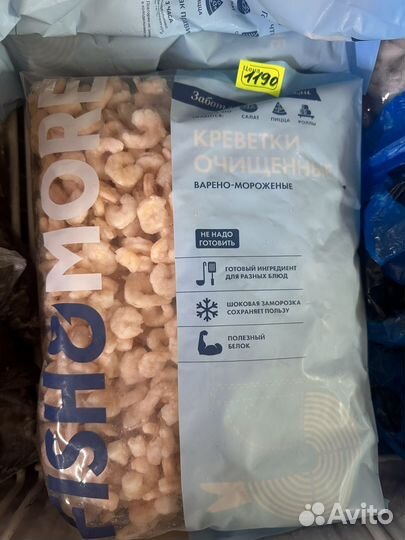 FISH & MORE
ЦЕНА
1190
САЛАТ
ПИЦЦА
РОЛЛЫ
КРЕВЕТКИ
ОЧИЩЕННЫЕ
ВАРЕНО-МОРОЖЕНЫЕ
НЕ НАДО
ГОТОВИТЬ
ГОТОВЫЙ ИНГРЕДИЕНТ
ДЛЯ РАЗНЫХ БЛЮД
ШОКОВАЯ ЗАМОРОЗКА
СОХРАНЯЕТ ПОЛЬЗУ
ПОЛЕЗНЫЙ
БЕЛОК
Avito